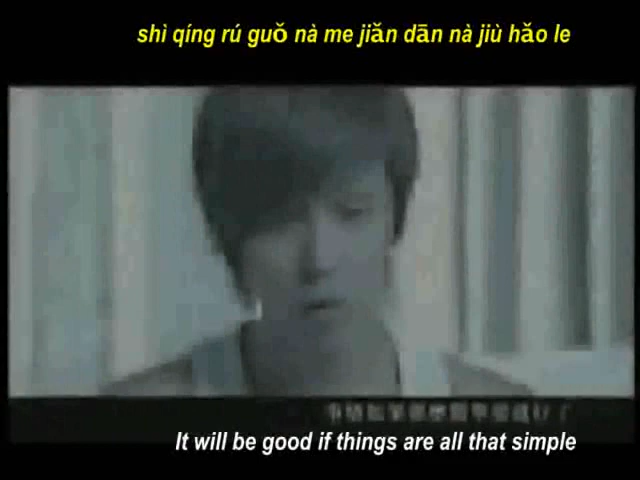 shì qíng rú guǒ nà me jiǎn dān nà jiù hǎo le
It will be good if things are all that simple